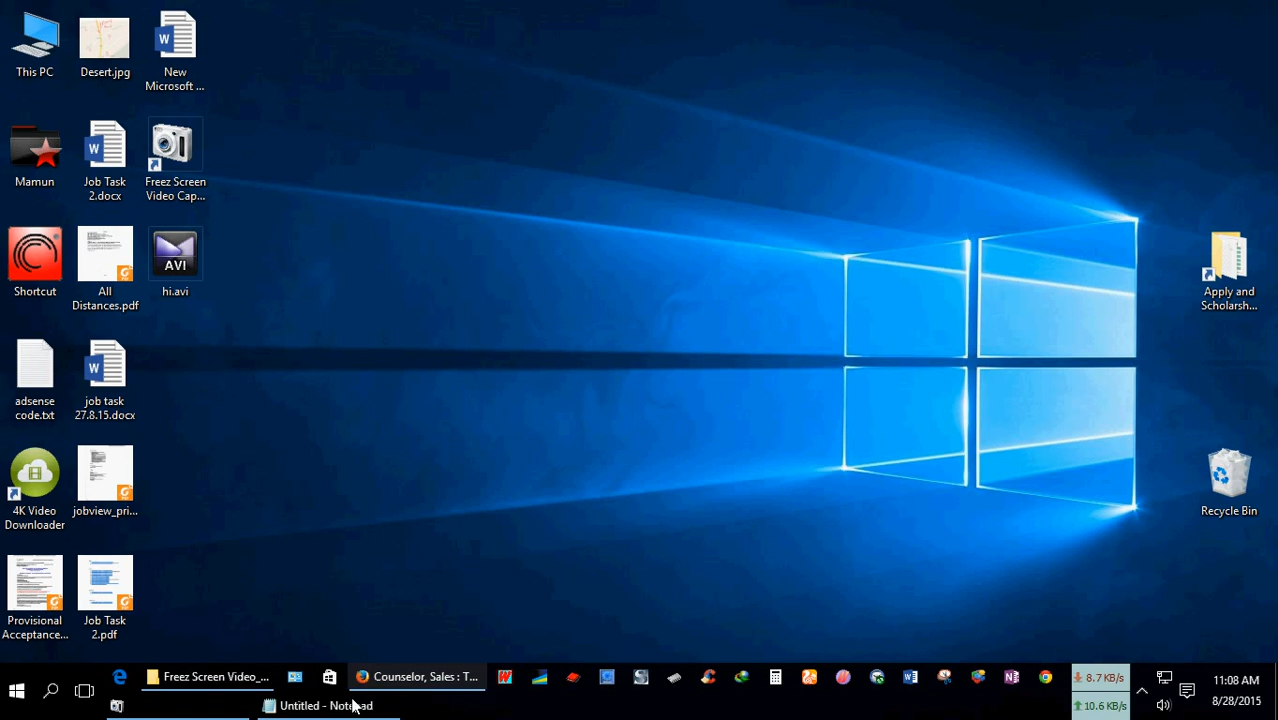 This PC
Desert.jpg
New
Microsoft ...
Mamun
Job Task
2.docx
Freez Screen
Video Cap...
Shortcut
All
Distances.pdf
AVI
hi.avi
Apply and
Scholarsh...
adsense
code.txt
job task
27.8.15.docx
4K Video
Downloader
jobview_pri...
Recycle Bin
Provisional
Acceptance...
Job Task
2.pdf
Freez Screen Video_...
Counselor, Sales : T...
8.7 KB/s
10.6 KB/s
11:08 AM
8/28/2015
Untitled - Notepad